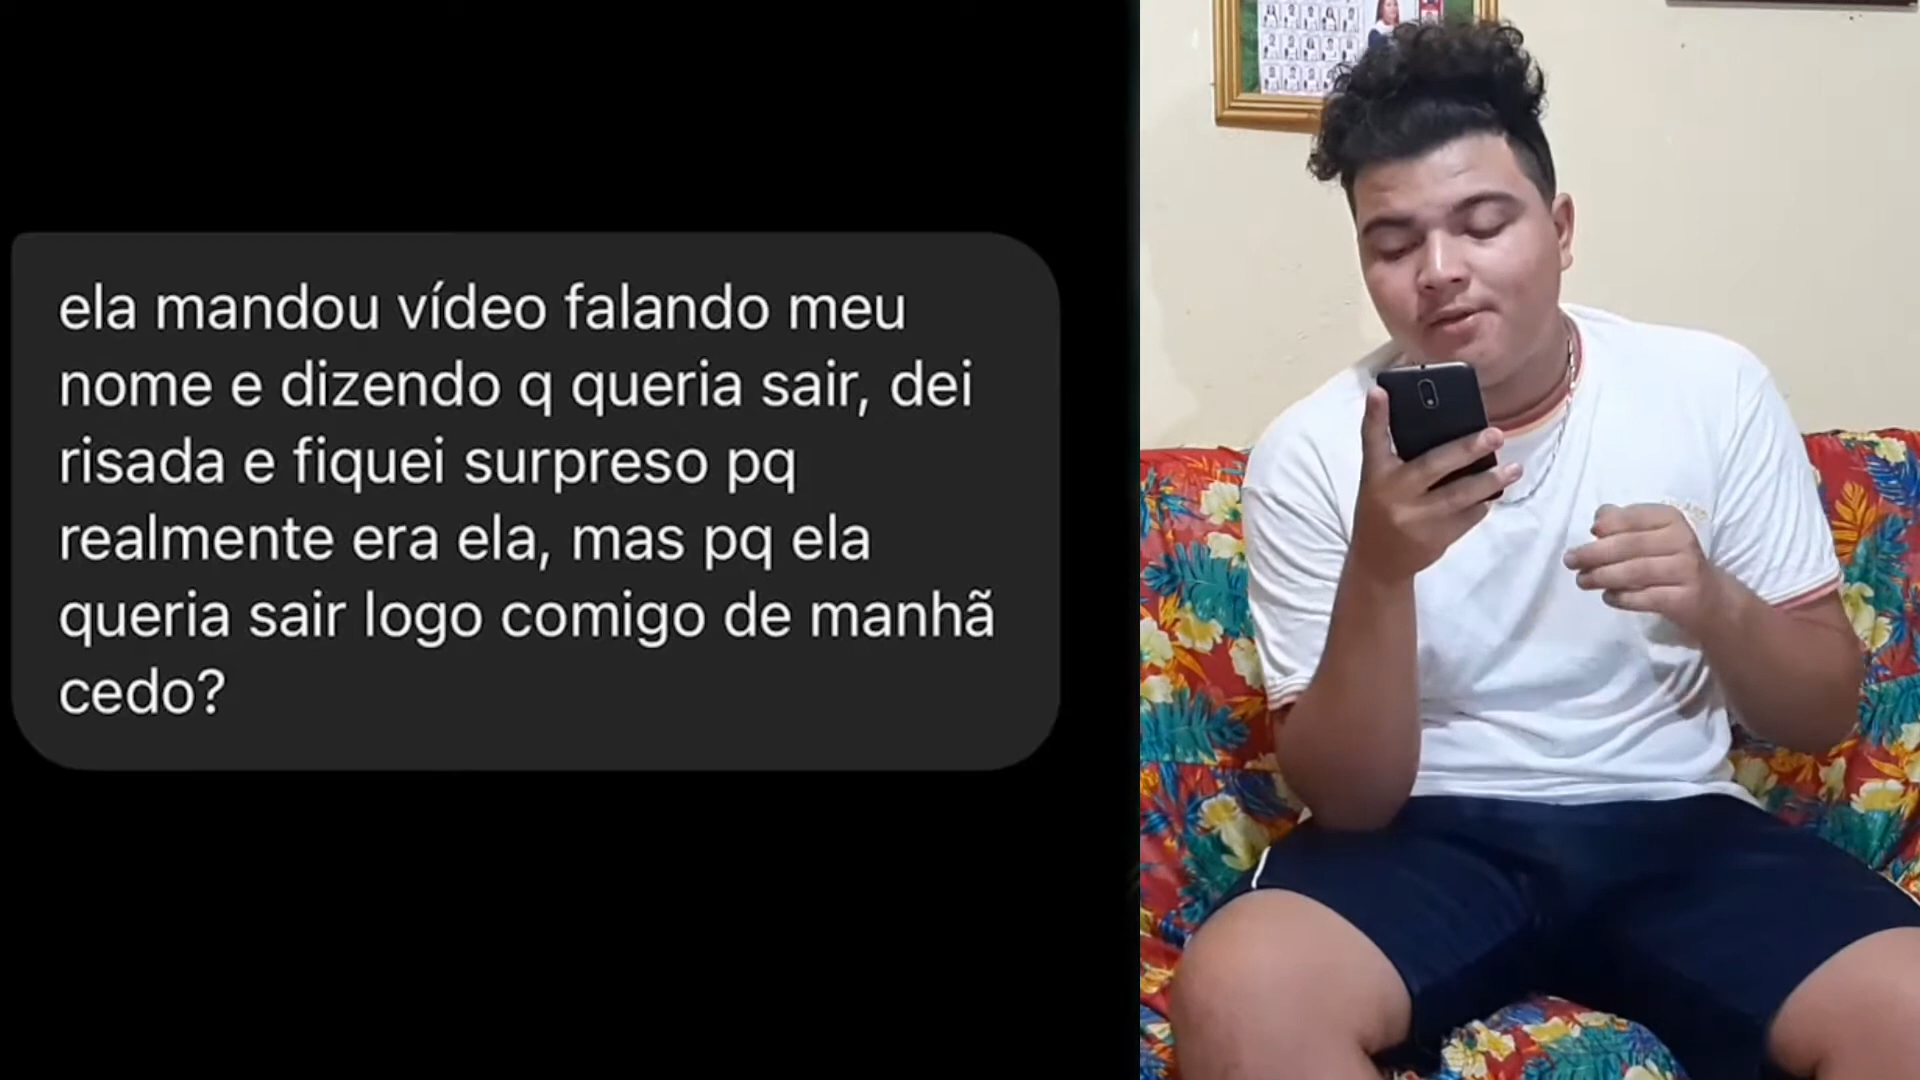 ela mandou vídeo falando meu
nome e dizendo q queria sair, dei
risada e fiquei surpreso pq
realmente era ela, mas pq ela
queria sair logo comigo de manhã
cedo?